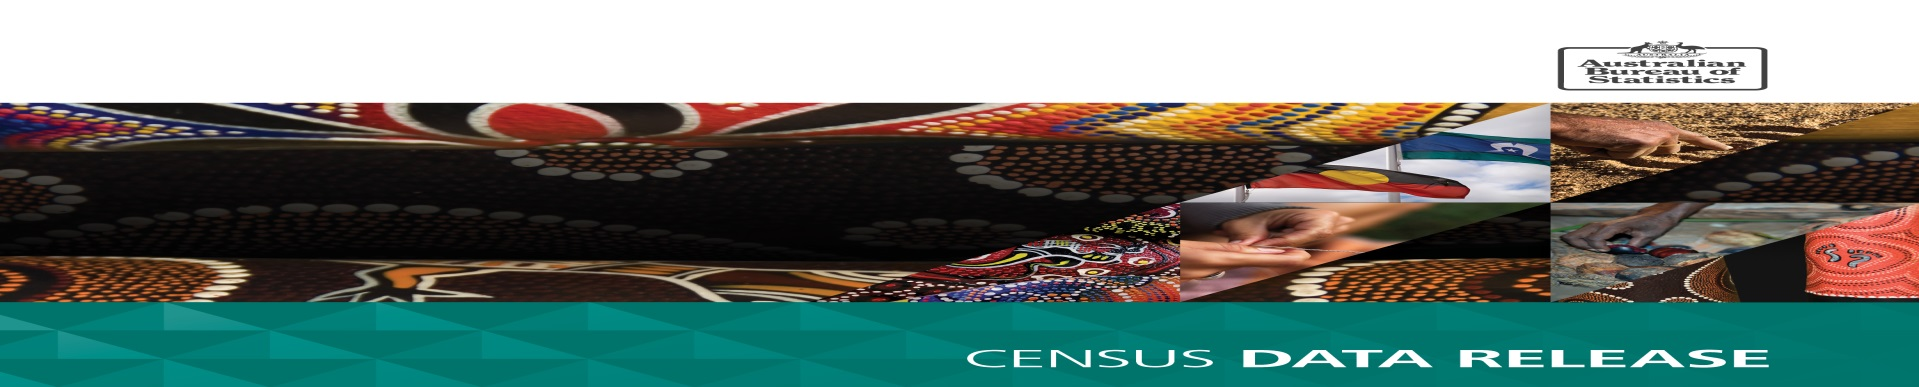 Australian
Bureau of
Statistics
CENSUS DATA RELEASE